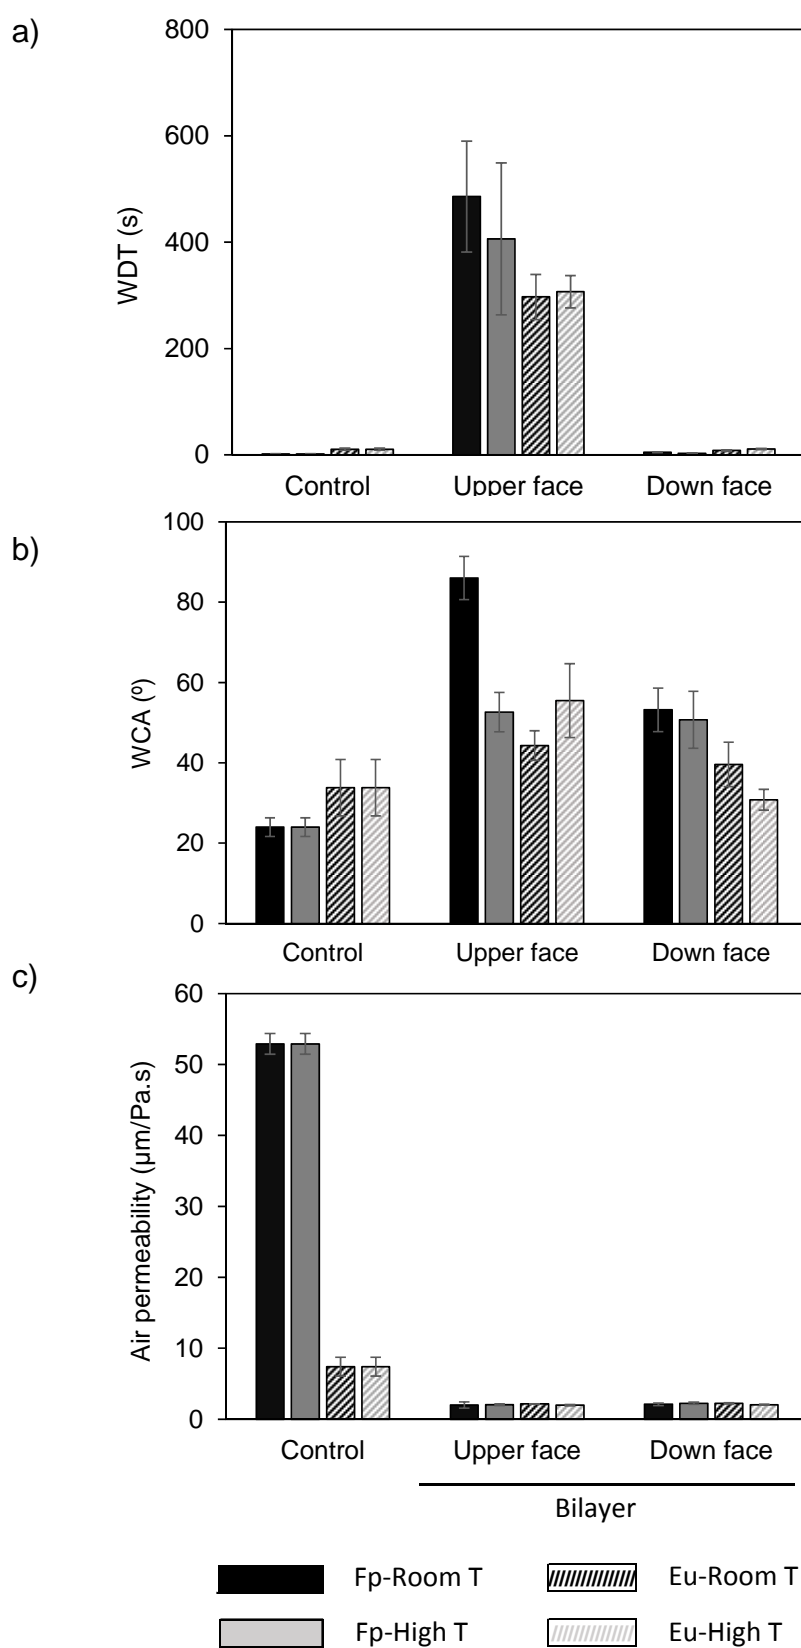 a)
800
600
400
200
0
WDT (s)
Control Upper face Down face
b)
100
80
60
40
20
0
WCA (º)
Control Upper face Down face
c)
60
50
40
30
20
10
0
Air permeability (µm/Pa.s)
Control Upper face Down face
Bilayer
Fp-Room T Eu-Room T
Fp-High T Eu-High T